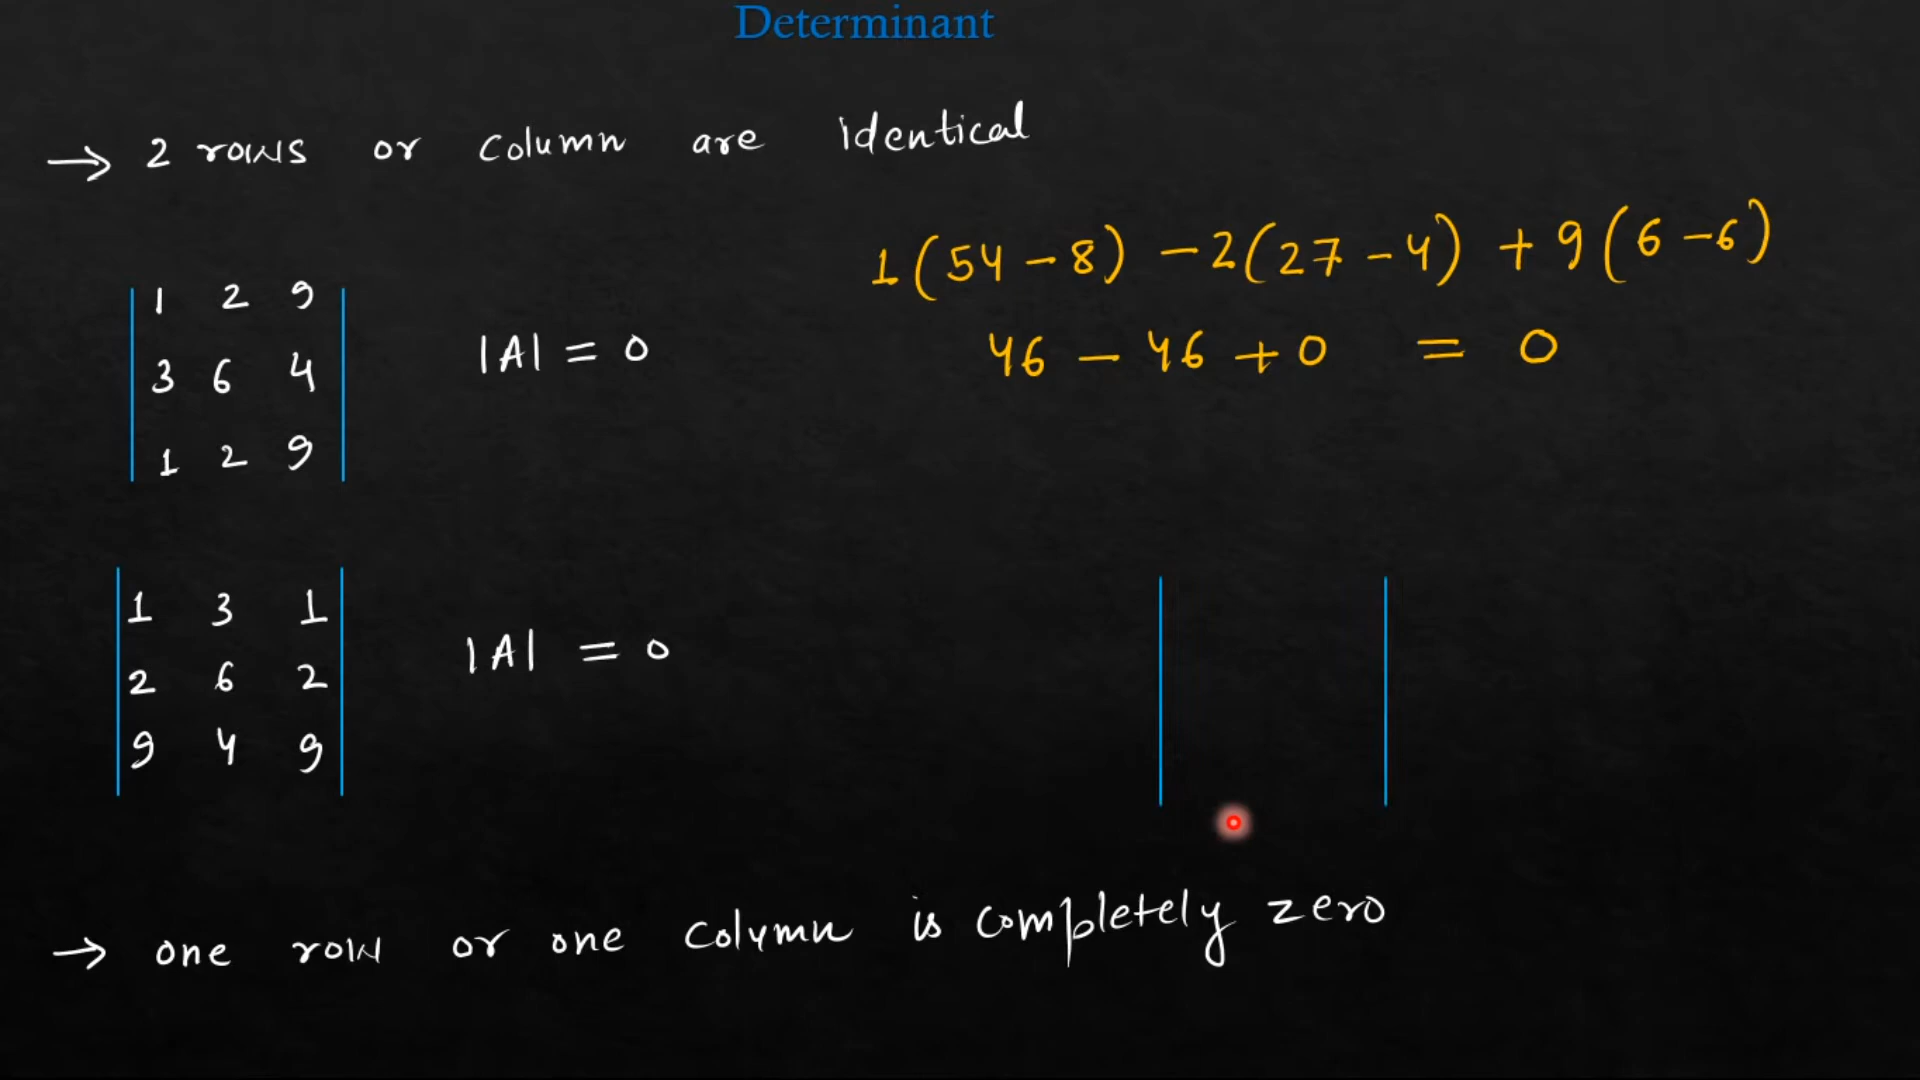 Determinant
→ 2 rows or column are identical
1(54-8) -2(27-4) +9(6-6)
1 2 9
3 6 4
1 2 9
|A| = 0
46 - 46 + 0 = 0
1 3 1
2 6 2
9 4 9
|A| = 0
→ one row or one column is completely zero